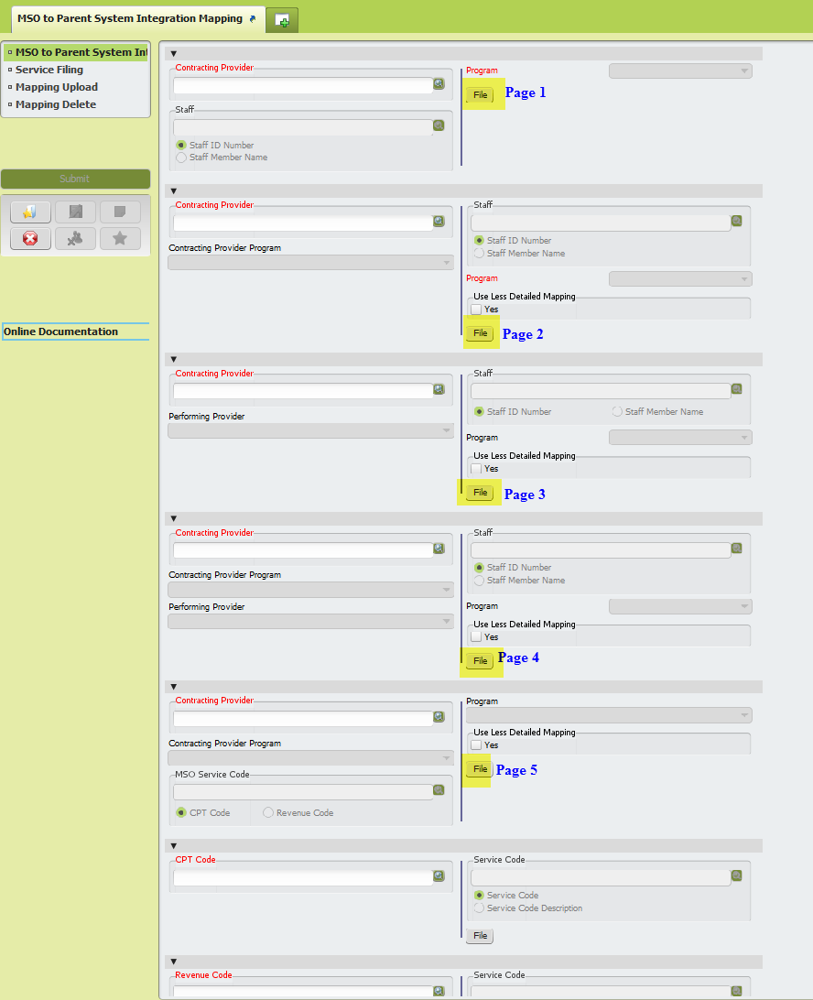 MSO to Parent System Integration Mapping
MSO to Parent System Int
Service Filing
Mapping Upload
Mapping Delete
Submit
Online Documentation
Contracting Provider
Program
File
Page 1
Staff
Staff ID Number
Staff Member Name
Contracting Provider
Staff
Staff ID Number
Staff Member Name
Contracting Provider Program
Program
Use Less Detailed Mapping
Yes
File
Page 2
Contracting Provider
Staff
Staff ID Number
Staff Member Name
Performing Provider
Program
Use Less Detailed Mapping
Yes
File
Page 3
Contracting Provider
Staff
Staff ID Number
Staff Member Name
Contracting Provider Program
Performing Provider
Program
Use Less Detailed Mapping
Yes
File
Page 4
Contracting Provider
Program
Use Less Detailed Mapping
Yes
Contracting Provider Program
File
Page 5
MSO Service Code
CPT Code
Revenue Code
CPT Code
Service Code
Service Code
Service Code Description
File
Revenue Code
Service Code